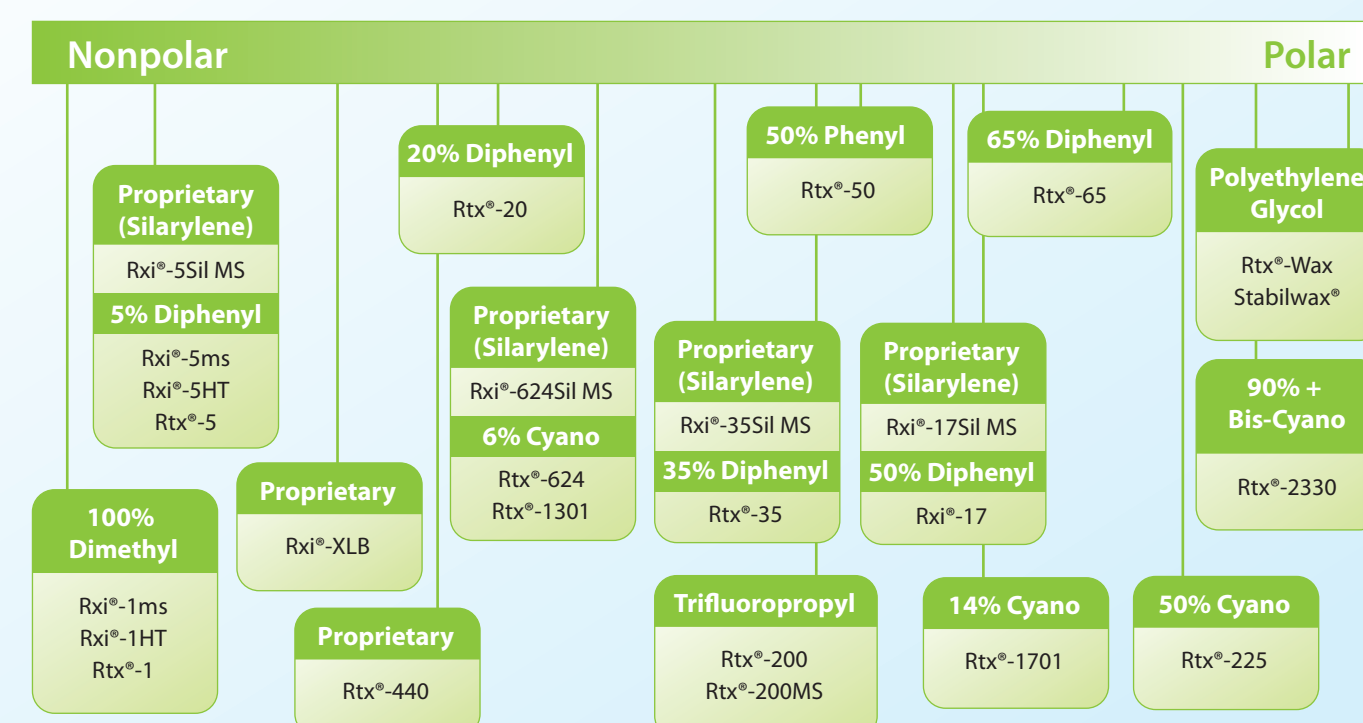 Nonpolar
Polar
100%
Dimethyl
Rxi®-1ms
Rxi®-1HT
Rtx®-1
Proprietary
(Silarylene)
Rxi®-5Sil MS
5% Diphenyl
Rxi®-5ms
Rxi®-5HT
Rtx®-5
Proprietary
Rxi®-XLB
Proprietary
Rtx®-440
20% Diphenyl
Rtx®-20
Proprietary
(Silarylene)
Rxi®-624Sil MS
6% Cyano
Rtx®-624
Rtx®-1301
Proprietary
(Silarylene)
Rxi®-35Sil MS
35% Diphenyl
Rtx®-35
Trifluoropropyl
Rtx®-200
Rtx®-200MS
50% Phenyl
Rtx®-50
Proprietary
(Silarylene)
Rxi®-17Sil MS
50% Diphenyl
Rxi®-17
14% Cyano
Rtx®-1701
65% Diphenyl
Rtx®-65
50% Cyano
Rtx®-225
Polyethylene
Glycol
Rtx®-Wax
Stabilwax®
90% +
Bis-Cyano
Rtx®-2330